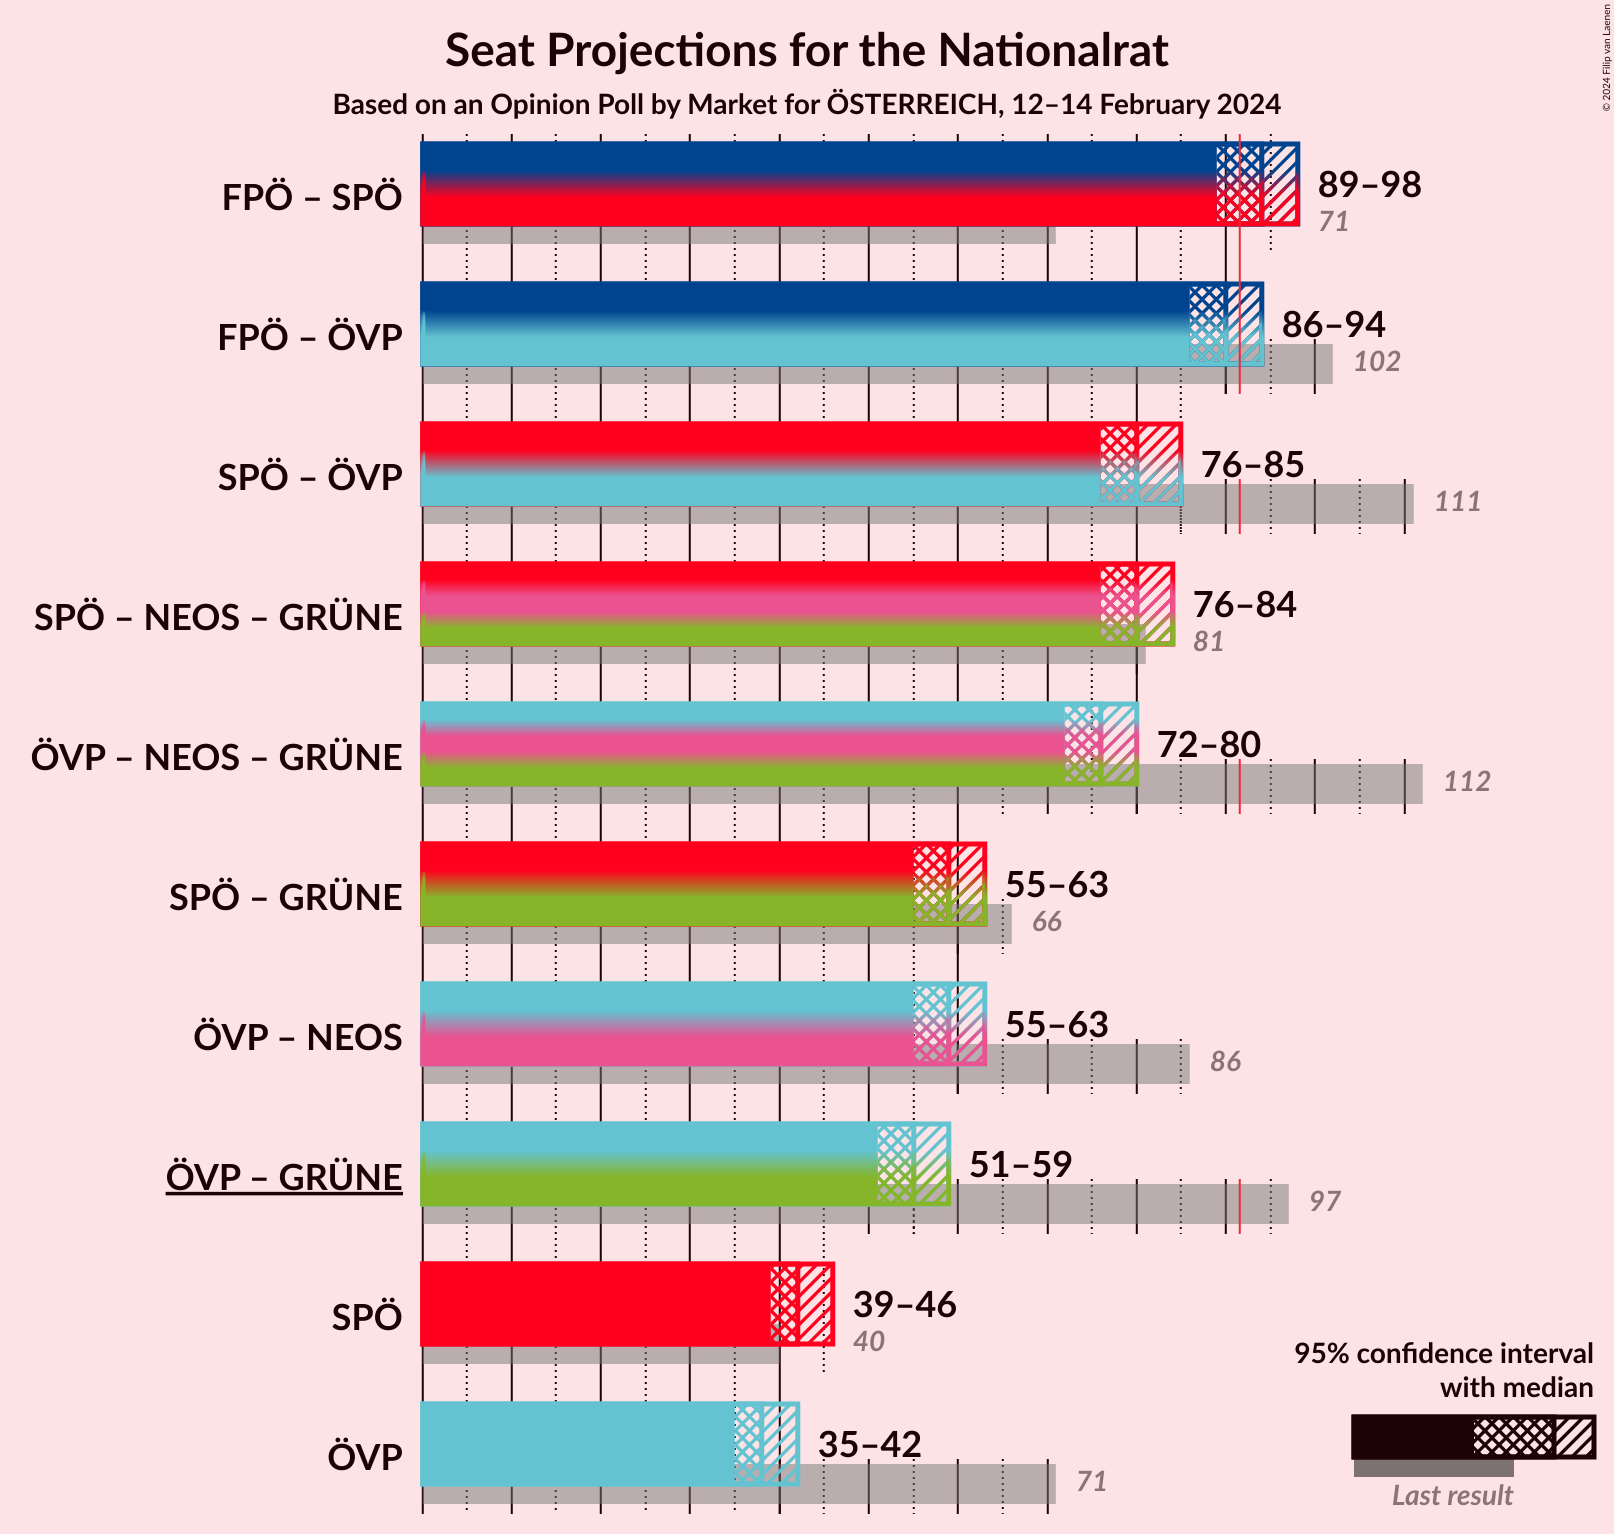 Seat Projections for the Nationalrat
Based on an Opinion Poll by Market for ÖSTERREICH, 12–14 February 2024
© 2024 Filip van Laenen
FPÖ – SPÖ
89–98
71
FPÖ – ÖVP
86–94
102
SPÖ – ÖVP
76–85
111
SPÖ – NEOS – GRÜNE
76–84
81
ÖVP – NEOS – GRÜNE
72–80
112
SPÖ – GRÜNE
55–63
66
ÖVP – NEOS
55–63
86
ÖVP – GRÜNE
51–59
97
SPÖ
39–46
40
ÖVP
35–42
71
95% confidence interval
with median
Last result